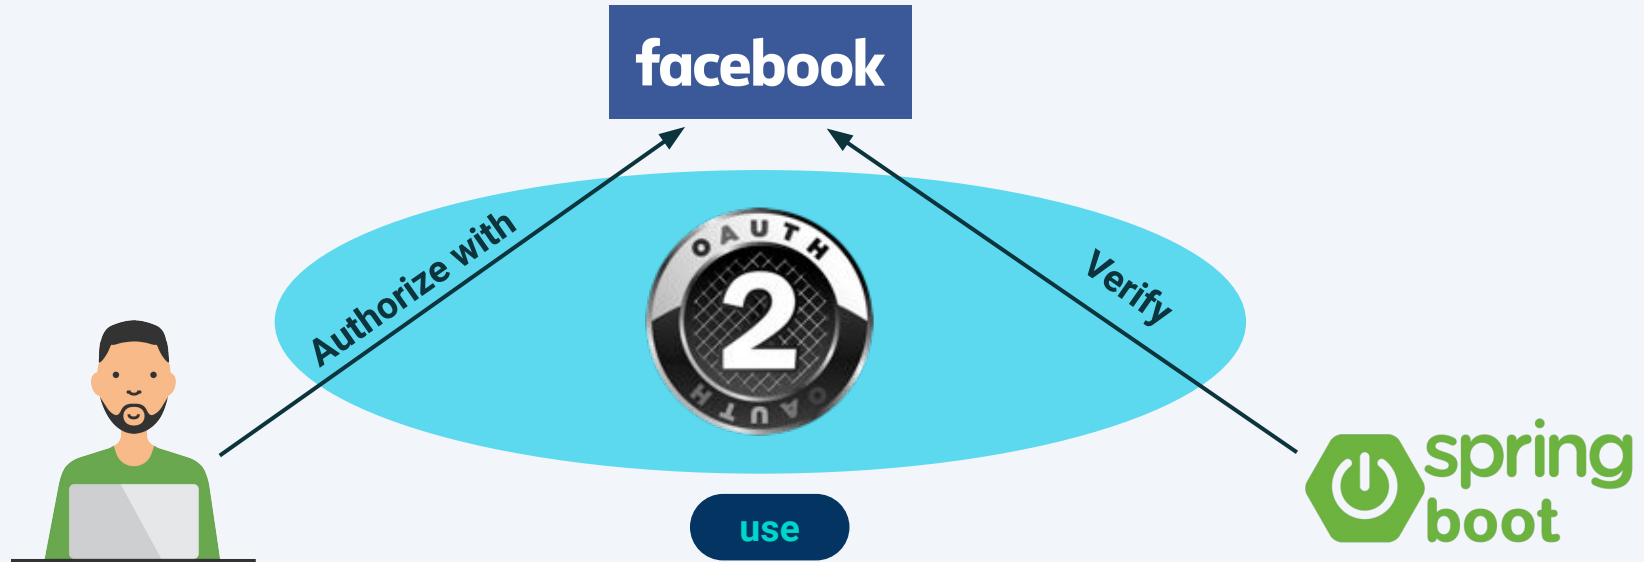 facebook
Authorize with
Verify
OAUTH
2
OAUTH
spring
boot
use